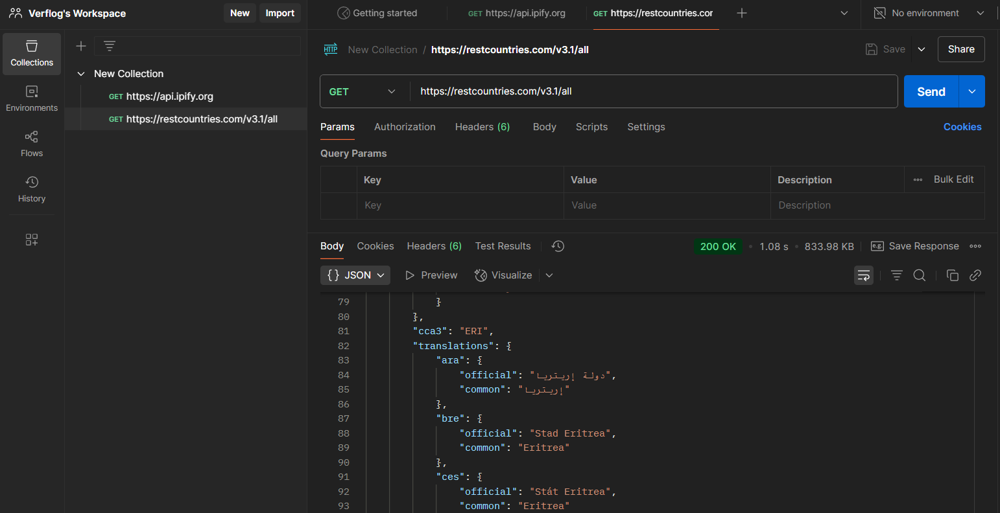 Verflog's Workspace
New
Import
Getting started
GET https://api.ipify.org
GET https://restcountries.cor
No environment
Collections
Environments
Flows
History
New Collection
GET https://api.ipify.org
GET https://restcountries.com/v3.1/all
HTTP
New Collection / https://restcountries.com/v3.1/all
Save
Share
GET
https://restcountries.com/v3.1/all
Send
Params
Authorization
Headers (6)
Body
Scripts
Settings
Cookies
Query Params
Key
Value
Description
Bulk Edit
Key
Value
Description
Body
Cookies
Headers (6)
Test Results
200 OK
1.08 s
833.98 KB
e.g.
Save Response
{} JSON
Preview
Visualize
79 }
80 },
81 "cca3": "ERI",
82 "translations": {
83 "ara": {
84 "official": "دولة إريتريا",
85 "common": "إريتريا"
86 },
87 "bre": {
88 "official": "Stad Eritrea",
89 "common": "Eritrea"
90 },
91 "ces": {
92 "official": "Stát Eritrea",
93 "common": "Eritrea"